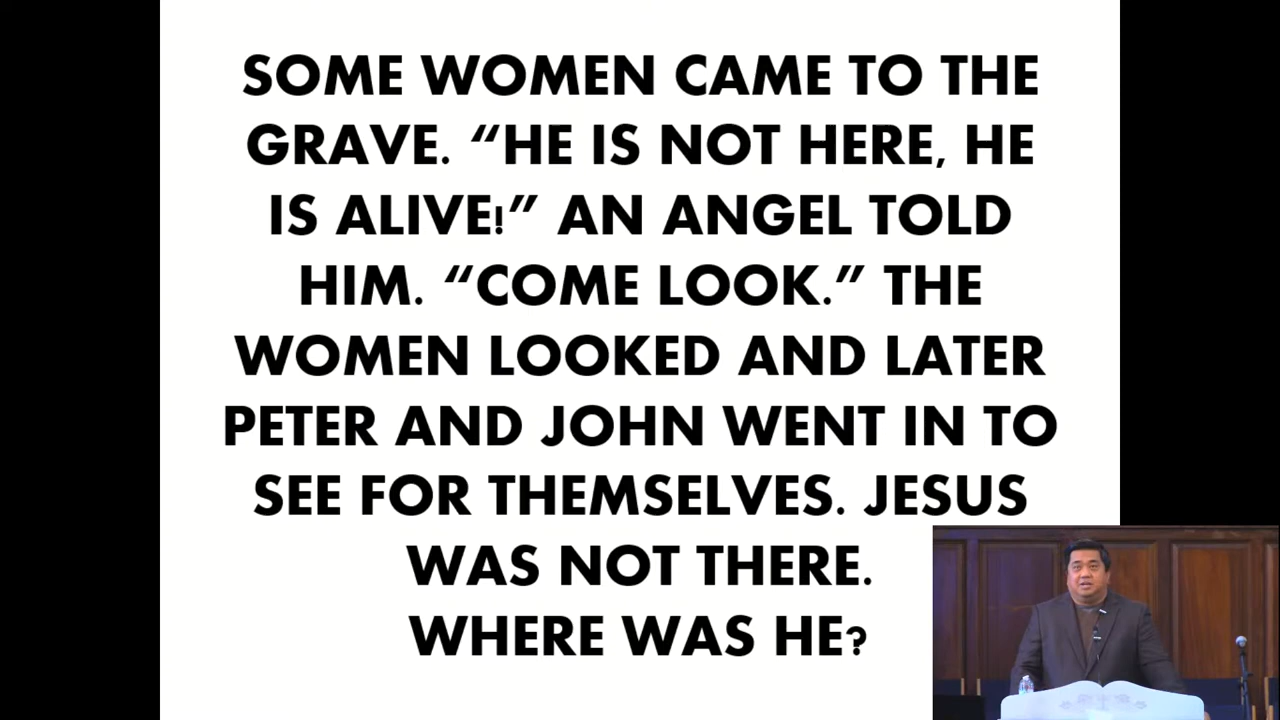 SOME WOMEN CAME TO THE
GRAVE. “HE IS NOT HERE, HE
IS ALIVE!” AN ANGEL TOLD
HIM. “COME LOOK.” THE
WOMEN LOOKED AND LATER
PETER AND JOHN WENT IN TO
SEE FOR THEMSELVES. JESUS
WAS NOT THERE.
WHERE WAS HE?